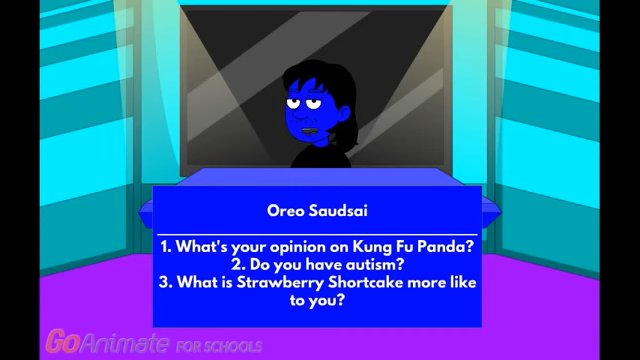 Oreo Saudsai
1. What's your opinion on Kung Fu Panda?
2. Do you have autism?
3. What is Strawberry Shortcake more like
to you?
GoAnimate FOR SCHOOLS